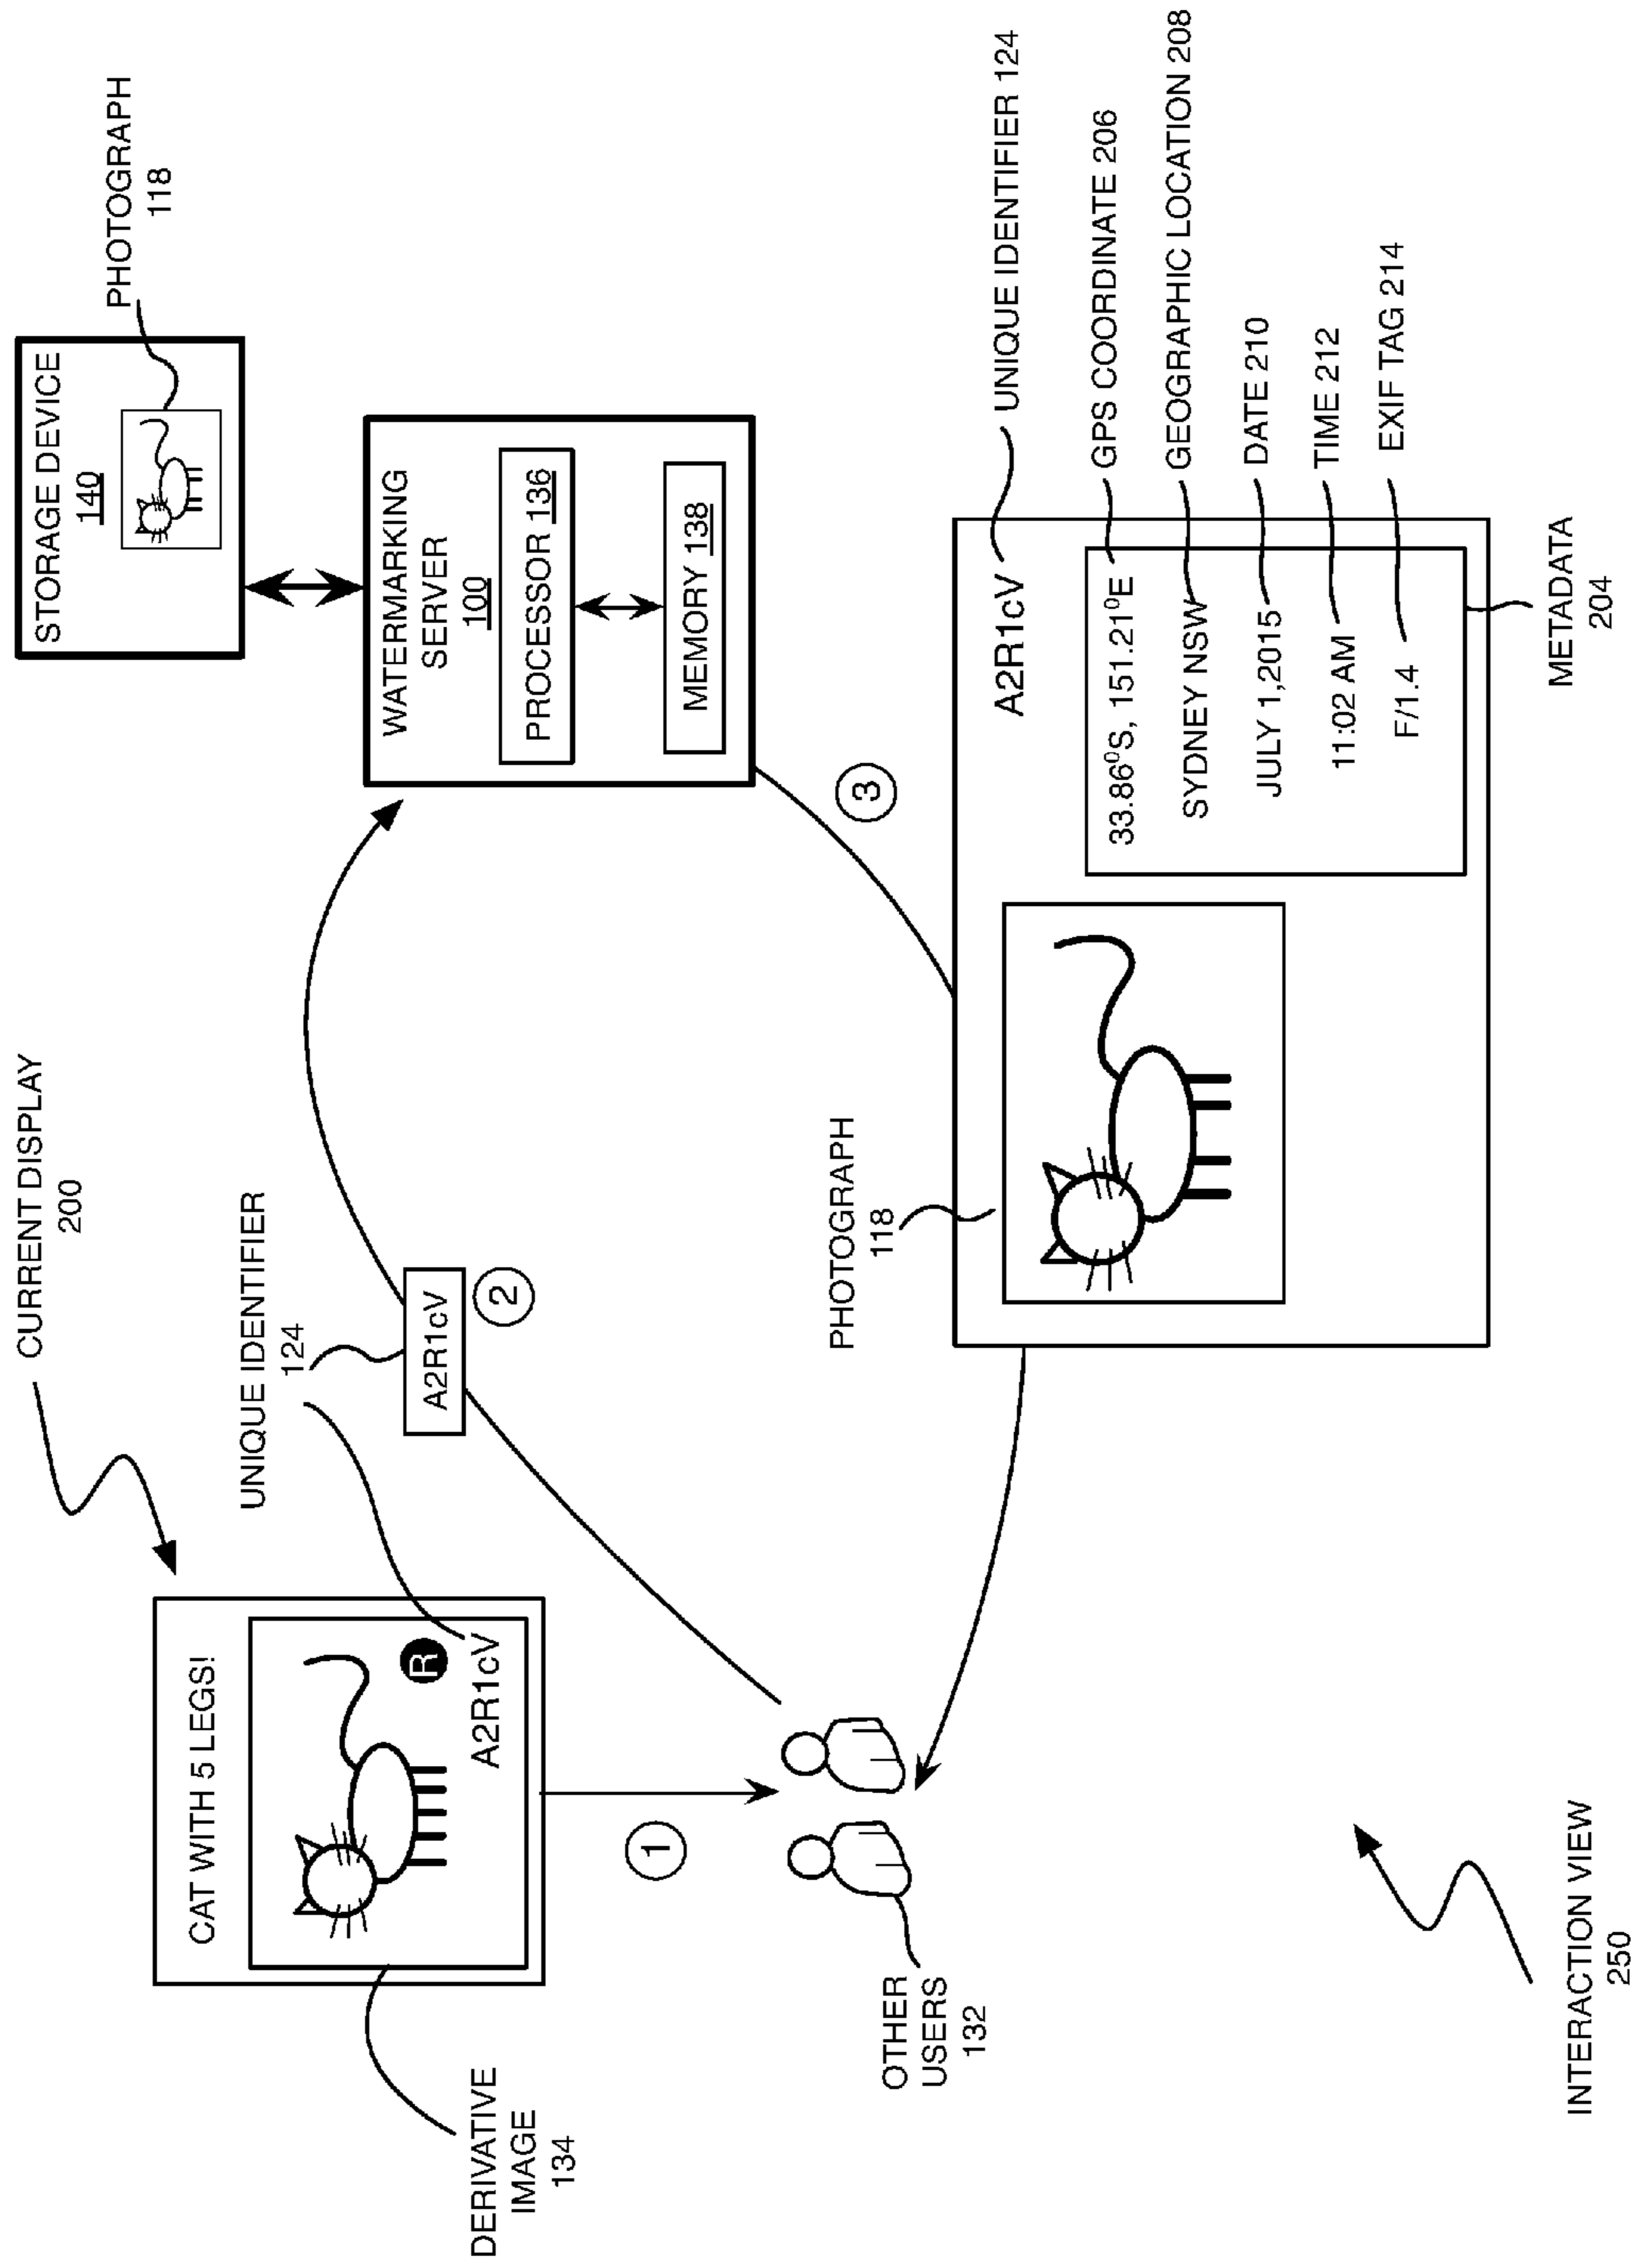 CURRENT DISPLAY
200
CAT WITH 5 LEGS!
R
A2R1cV
DERIVATIVE
IMAGE
134
UNIQUE IDENTIFIER
124
A2R1cV
2
1
OTHER
USERS
132
STORAGE DEVICE
140
PHOTOGRAPH
118
WATERMARKING
SERVER
100
PROCESSOR 136
MEMORY 138
3
PHOTOGRAPH
118
A2R1cV
UNIQUE IDENTIFIER 124
33.86⁰S, 151.21⁰E
GPS COORDINATE 206
SYDNEY NSW
GEOGRAPHIC LOCATION 208
JULY 1,2015
DATE 210
11:02 AM
TIME 212
F/1.4
EXIF TAG 214
METADATA
204
INTERACTION VIEW
250